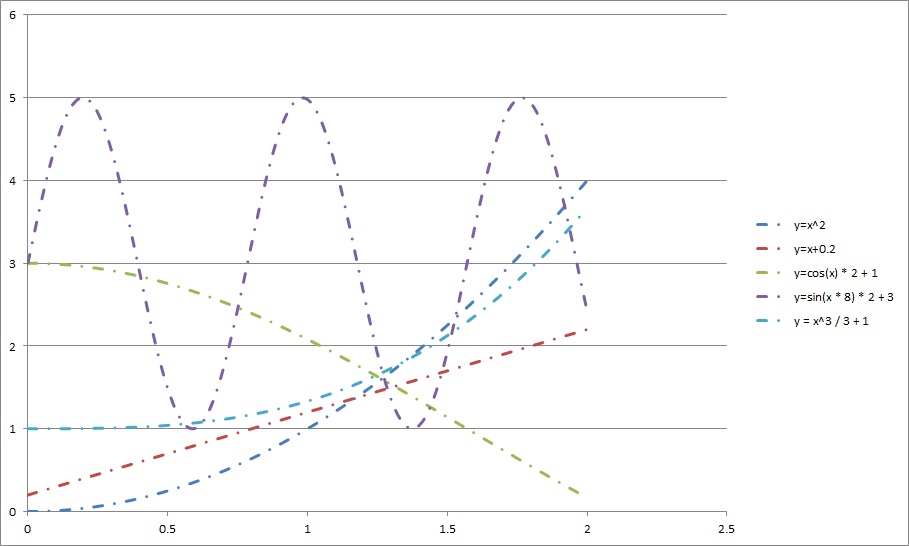 6
5
4
3
2
1
0
0
0.5
1
1.5
2
2.5
y=x^2
y=x+0.2
y=cos(x) * 2 + 1
y=sin(x * 8) * 2 + 3
y = x^3 / 3 + 1